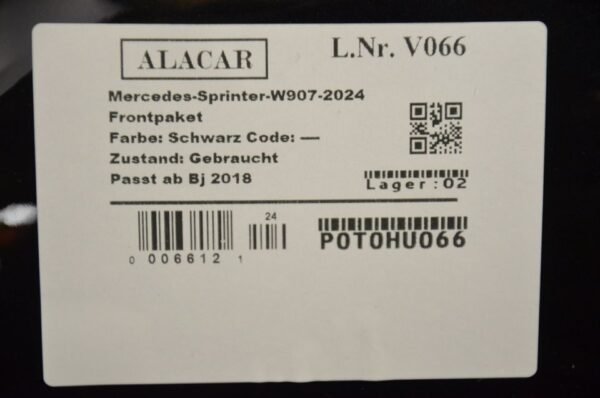 ALACAR
L.Nr. V066
Mercedes-Sprinter-W907-2024
Frontpaket
Farbe: Schwarz Code: —
Zustand: Gebraucht
Passt ab Bj 2018
Lager:02
24
0 006612 1
P0T0HU066